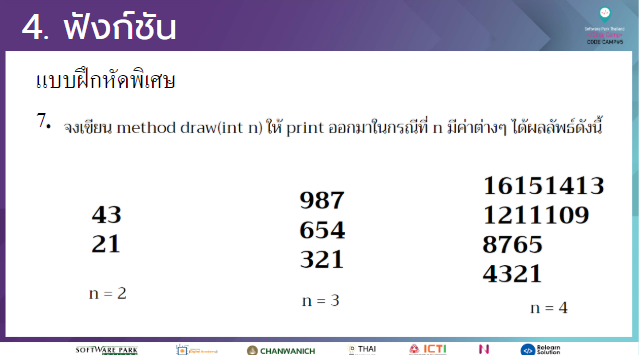 4. ฟังก์ชัน
Software Park Thailand
CODE CAMPUS
แบบฝึกหัดพิเศษ
7. จงเขียน method draw(int n) ให้ print ออกมาในกรณีที่ n มีค่าต่างๆ ได้ผลลัพธ์ดังนี้
43
21
n = 2
987
654
321
n = 3
16151413
1211109
8765
4321
n = 4
SOFTWARE PARK
CHANWANICH
THAI
ICTI
N
Relearn
Solution